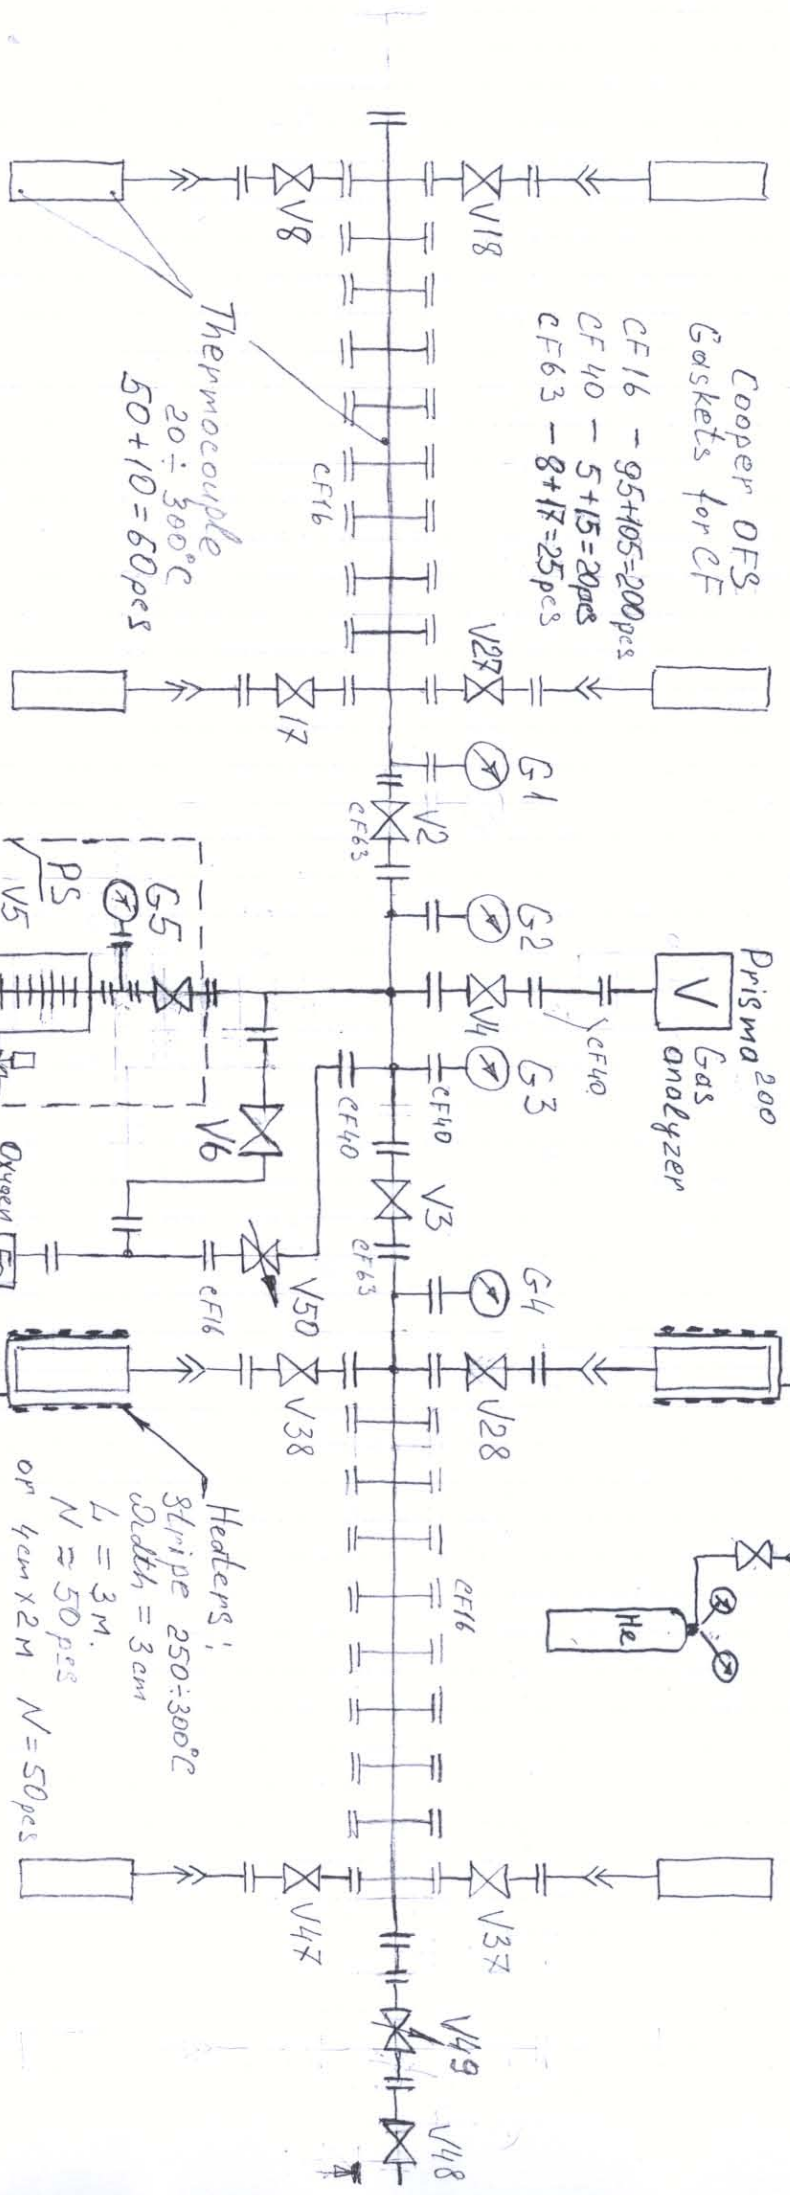 Cooper OFS
Gaskets for CF
CF16 - 95+105=200pcs
CF40 - 5+15=20pcs
CF63 - 8+17=25pcs
V8
V18
Thermocouple
20÷300°C
50+10=60pcs
CF16
V27
17
G1
V2
CF63
G2
Prisma 200
Gas
analyzer
V
V4
CF40
G3
CF40
CF40
G5
PS
V5
V6
V3
CF63
V50
CF16
Oxygen
G4
V38
V28
Heaters;
Stripe 250÷300°C
Width = 3cm
L = 3M.
N ≈ 50pcs
or 4cm x 2M N=50pcs
CF16
He
V47
V37
V49
V48